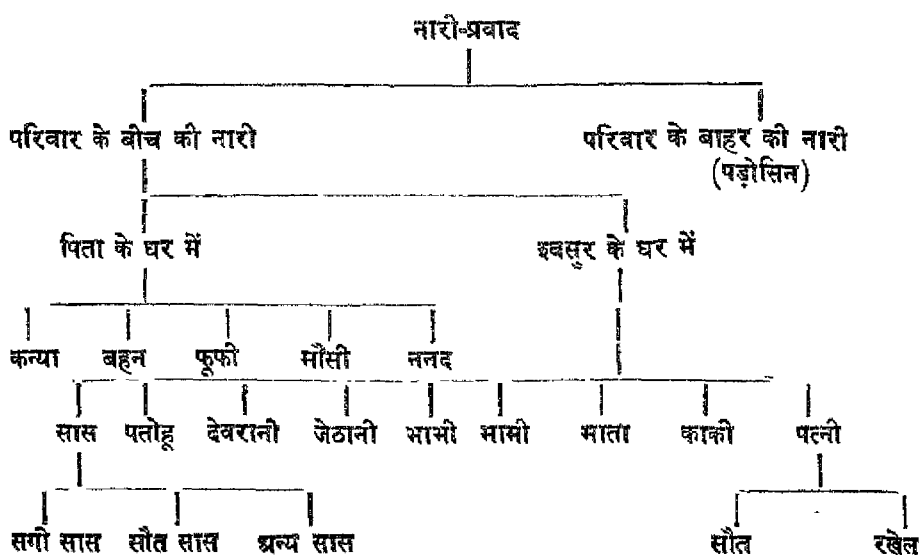 नारी-प्रवाद
परिवार के बीच की नारी परिवार के बाहर की नारी
(पड़ोसिन)
पिता के घर में श्वसुर के घर में
कन्या बहन फूफी मौसी ननद
सास पतोहू देवरानी जेठानी भाभी मामी माता काकी पत्नी
सगी सास सौत सास अन्य सास सौत रखेल